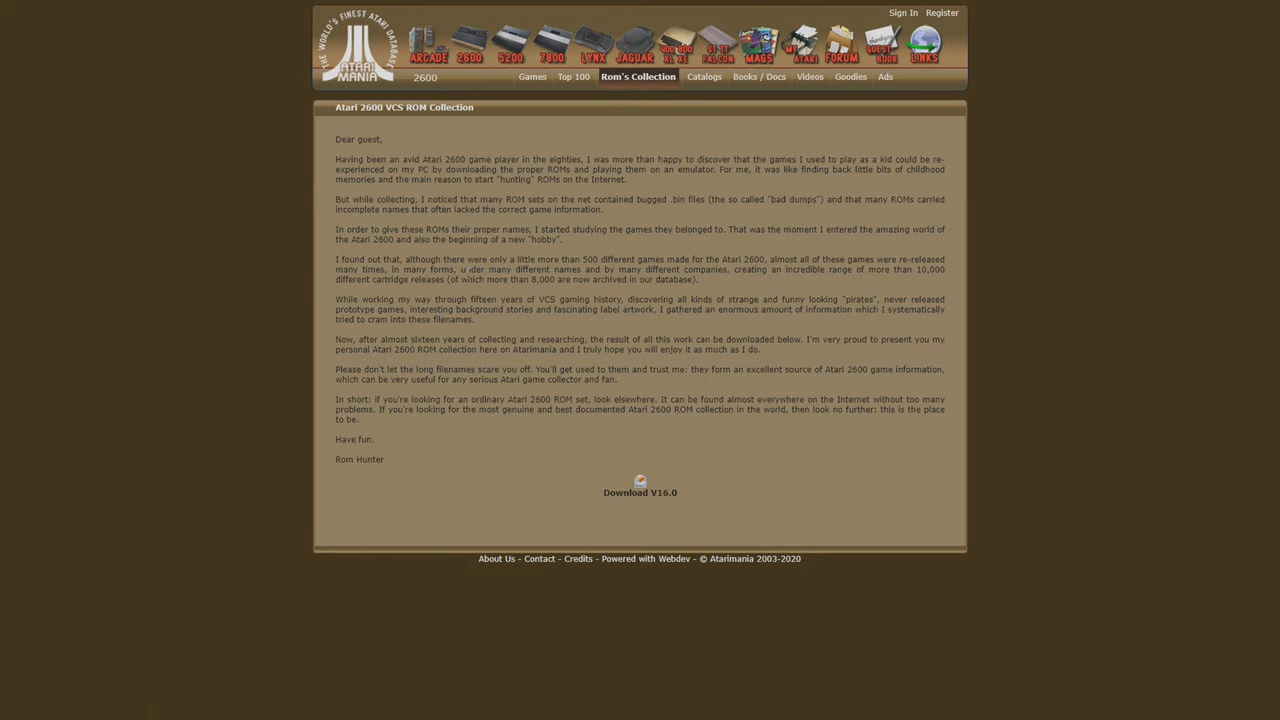 Sign In Register
THE WORLD'S FINEST ATARI DATABASE
ATARI
MANIA
ARCADE 2600 5200 7800 LYNX JAGUAR 400 800 XL XE ST TT FALCON MAGS MY ATARI FORUM GUEST BOOK LINKS
2600 Games Top 100 Rom's Collection Catalogs Books / Docs Videos Goodies Ads
Atari 2600 VCS ROM Collection
Dear guest,
Having been an avid Atari 2600 game player in the eighties, I was more than happy to discover that the games I used to play as a kid could be re-
experienced on my PC by downloading the proper ROMs and playing them on an emulator. For me, it was like finding back little bits of childhood
memories and the main reason to start "hunting" ROMs on the Internet.
But while collecting, I noticed that many ROM sets on the net contained bugged .bin files (the so called "bad dumps") and that many ROMs carried
incomplete names that often lacked the correct game information.
In order to give these ROMs their proper names, I started studying the games they belonged to. That was the moment I entered the amazing world of
the Atari 2600 and also the beginning of a new "hobby".
I found out that, although there were only a little more than 500 different games made for the Atari 2600, almost all of these games were re-released
many times, in many forms, under many different names and by many different companies, creating an incredible range of more than 10,000
different cartridge releases (of which more than 8,000 are now archived in our database).
While working my way through fifteen years of VCS gaming history, discovering all kinds of strange and funny looking "pirates", never released
prototype games, interesting background stories and fascinating label artwork, I gathered an enormous amount of information which I systematically
tried to cram into these filenames.
Now, after almost sixteen years of collecting and researching, the result of all this work can be downloaded below. I'm very proud to present you my
personal Atari 2600 ROM collection here on Atarimania and I truly hope you will enjoy it as much as I do.
Please don't let the long filenames scare you off. You'll get used to them and trust me: they form an excellent source of Atari 2600 game information,
which can be very useful for any serious Atari game collector and fan.
In short: if you're looking for an ordinary Atari 2600 ROM set, look elsewhere. It can be found almost everywhere on the Internet without too many
problems. If you're looking for the most genuine and best documented Atari 2600 ROM collection in the world, then look no further: this is the place
to be.
Have fun.
Rom Hunter
Download V16.0
About Us - Contact - Credits - Powered with Webdev - © Atarimania 2003-2020